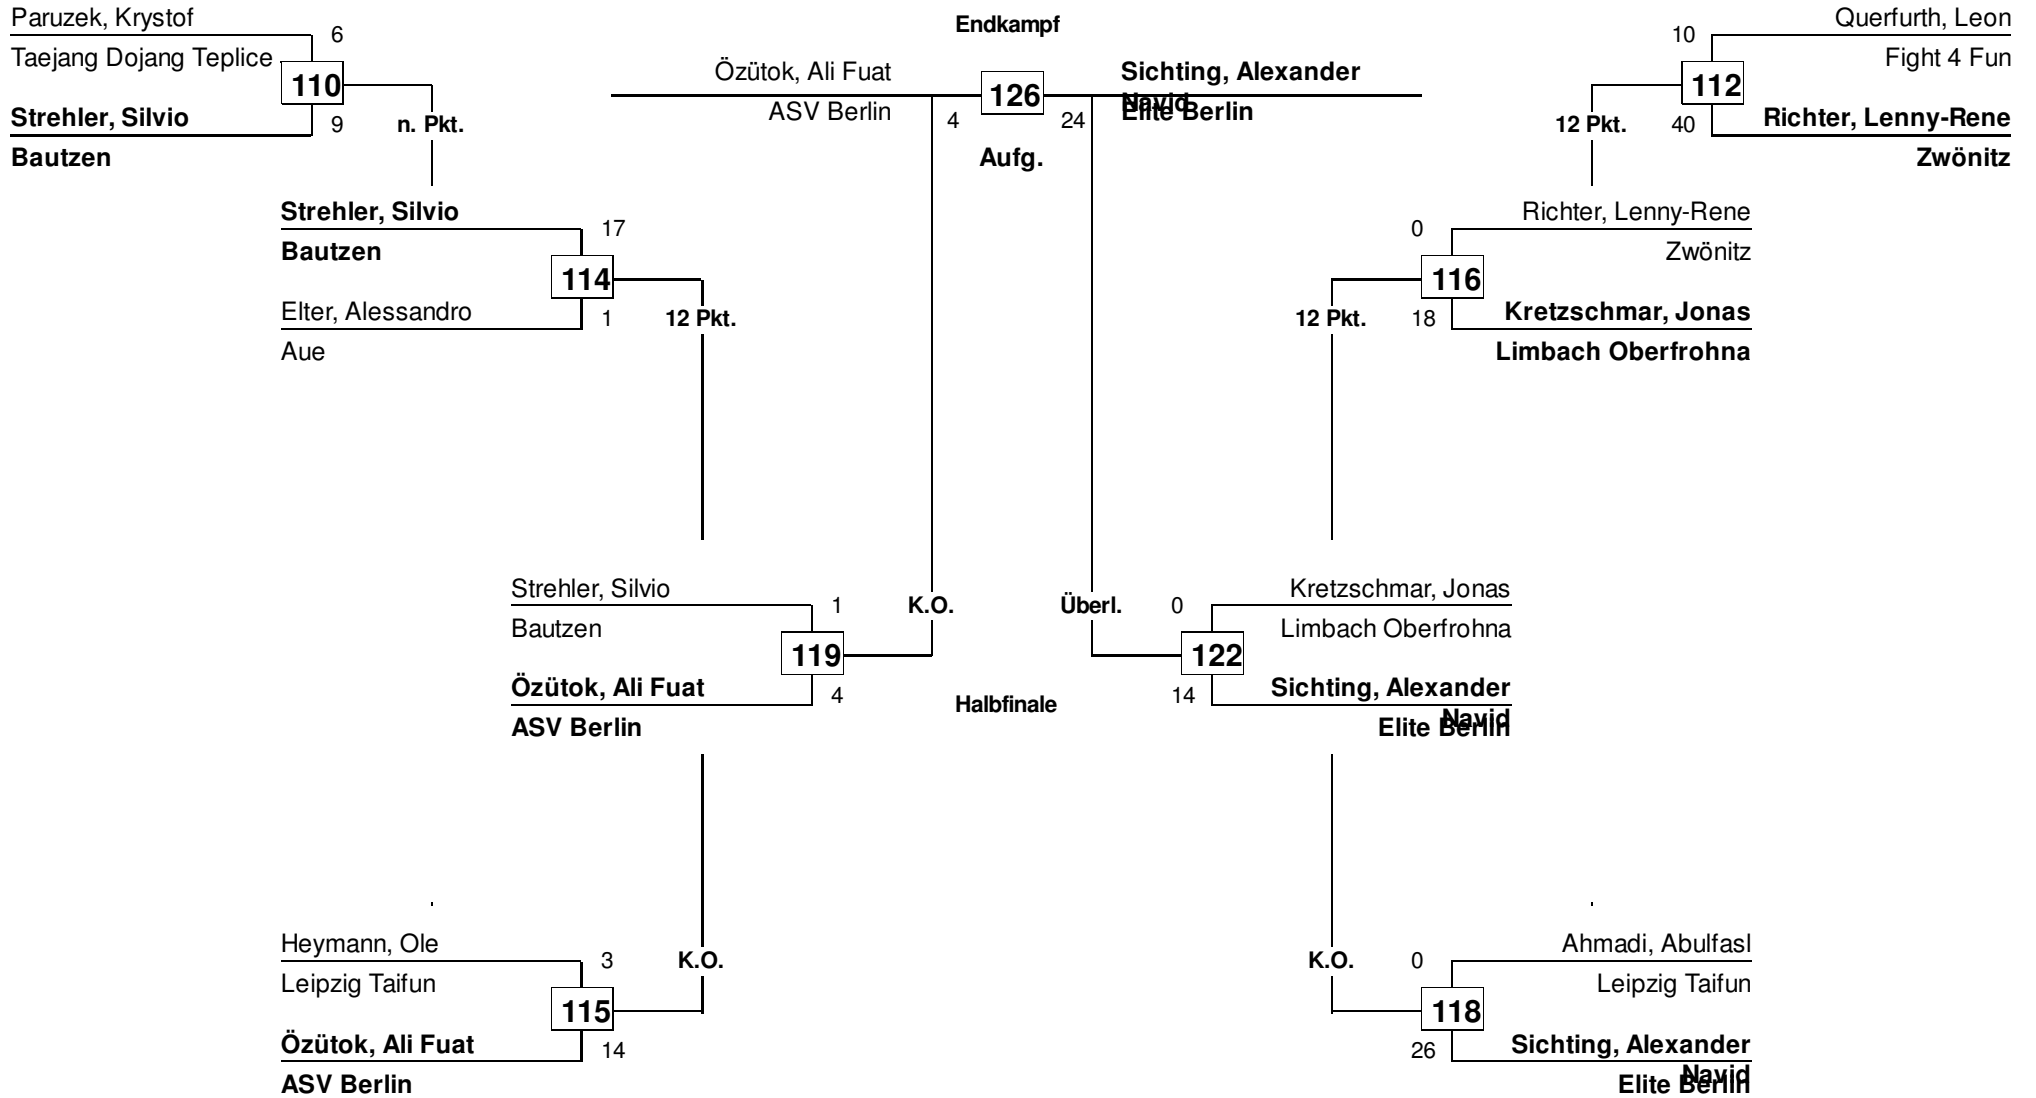 Paruzek, Krystof
6
Taejang Dojang Teplice
110
Strehler, Silvio
9
n. Pkt.
Bautzen
Endkampf
Özütok, Ali Fuat
ASV Berlin
4
126
24
Aufg.
Sichting, Alexander
Navid
Elite Berlin
Querfurth, Leon
10
Fight 4 Fun
112
12 Pkt.
40
Richter, Lenny-Rene
Zwönitz
Strehler, Silvio
17
Bautzen
114
Elter, Alessandro
1
12 Pkt.
Aue
Richter, Lenny-Rene
0
Zwönitz
116
12 Pkt.
18
Kretzschmar, Jonas
Limbach Oberfrohna
Strehler, Silvio
1
K.O.
Bautzen
119
Özütok, Ali Fuat
4
ASV Berlin
Halbfinale
Überl.
0
Kretzschmar, Jonas
Limbach Oberfrohna
122
14
Sichting, Alexander
Navid
Elite Berlin
Heymann, Ole
3
K.O.
Leipzig Taifun
115
Özütok, Ali Fuat
14
ASV Berlin
K.O.
0
Ahmadi, Abulfasl
Leipzig Taifun
118
26
Sichting, Alexander
Navid
Elite Berlin